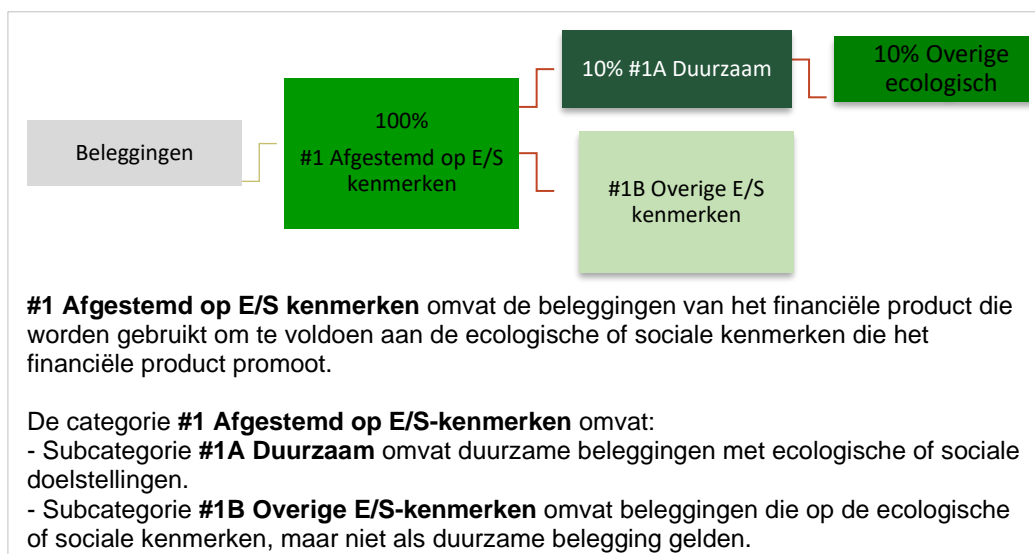 Beleggingen
100%
#1 Afgestemd op E/S
kenmerken
10% #1A Duurzaam
10% Overige
ecologisch
#1B Overige E/S
kenmerken
#1 Afgestemd op E/S kenmerken omvat de beleggingen van het financiële product die
worden gebruikt om te voldoen aan de ecologische of sociale kenmerken die het
financiële product promoot.
De categorie #1 Afgestemd op E/S-kenmerken omvat:
- Subcategorie #1A Duurzaam omvat duurzame beleggingen met ecologische of sociale
doelstellingen.
- Subcategorie #1B Overige E/S-kenmerken omvat beleggingen die op de ecologische
of sociale kenmerken, maar niet als duurzame belegging gelden.